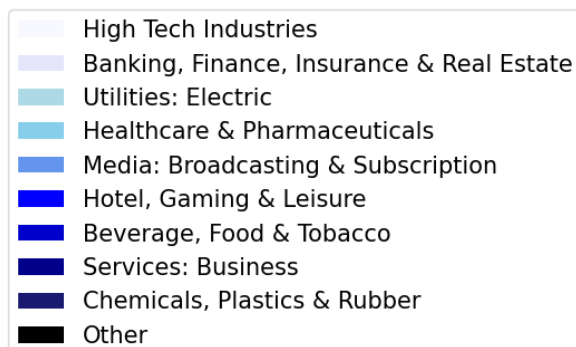 High Tech Industries
Banking, Finance, Insurance & Real Estate
Utilities: Electric
Healthcare & Pharmaceuticals
Media: Broadcasting & Subscription
Hotel, Gaming & Leisure
Beverage, Food & Tobacco
Services: Business
Chemicals, Plastics & Rubber
Other